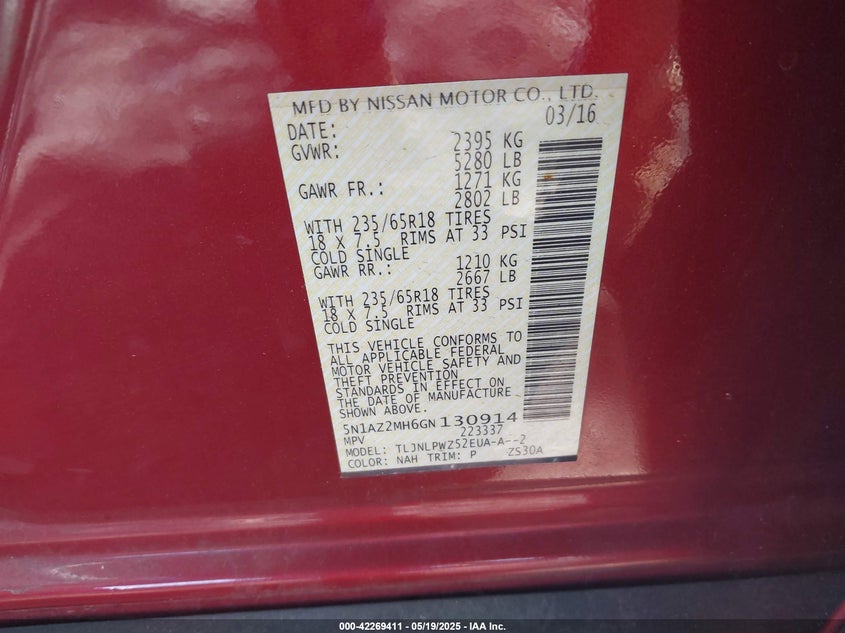 MFD BY NISSAN MOTOR CO., LTD.
DATE: 03/16
GVWR: 2395 KG
5280 LB
GAWR FR.: 1271 KG
2802 LB
WITH 235/65R18 TIRES
18 X 7.5 RIMS AT 33 PSI
COLD SINGLE
GAWR RR.: 1210 KG
2667 LB
WITH 235/65R18 TIRES
18 X 7.5 RIMS AT 33 PSI
COLD SINGLE
THIS VEHICLE CONFORMS TO
ALL APPLICABLE FEDERAL
MOTOR VEHICLE SAFETY AND
THEFT PREVENTION
STANDARDS IN EFFECT ON
THE DATE OF MANUFACTURE
SHOWN ABOVE.
5N1AZ2MH6GN130914
MPV 223337
MODEL: TLJNLPWZ52EUA-A--2
COLOR: NAH TRIM: P ZS30A
000-42269411 — 05/19/2025 — IAA Inc.